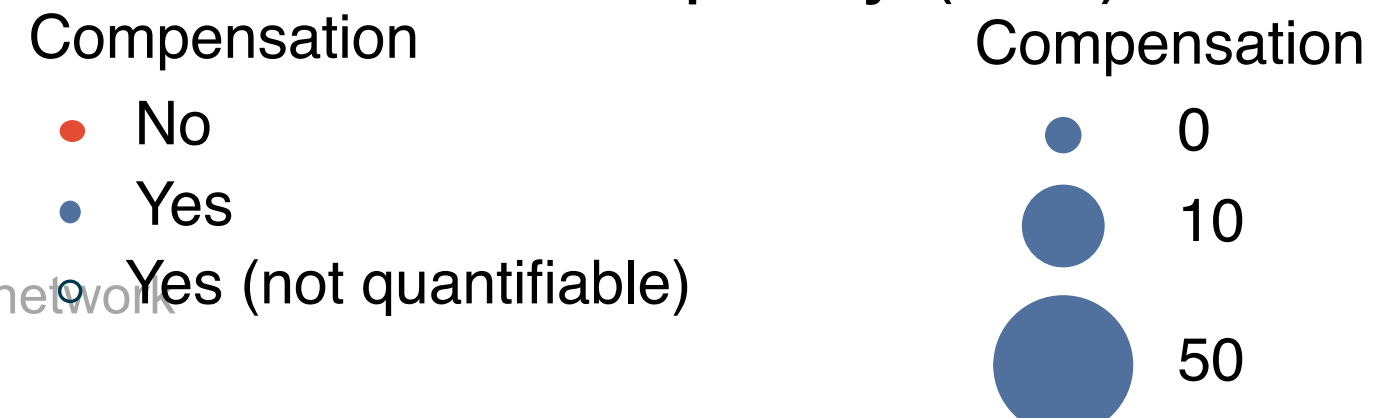 Compensation
No
Yes
Yes (not quantifiable)
network
Compensation
0
10
50